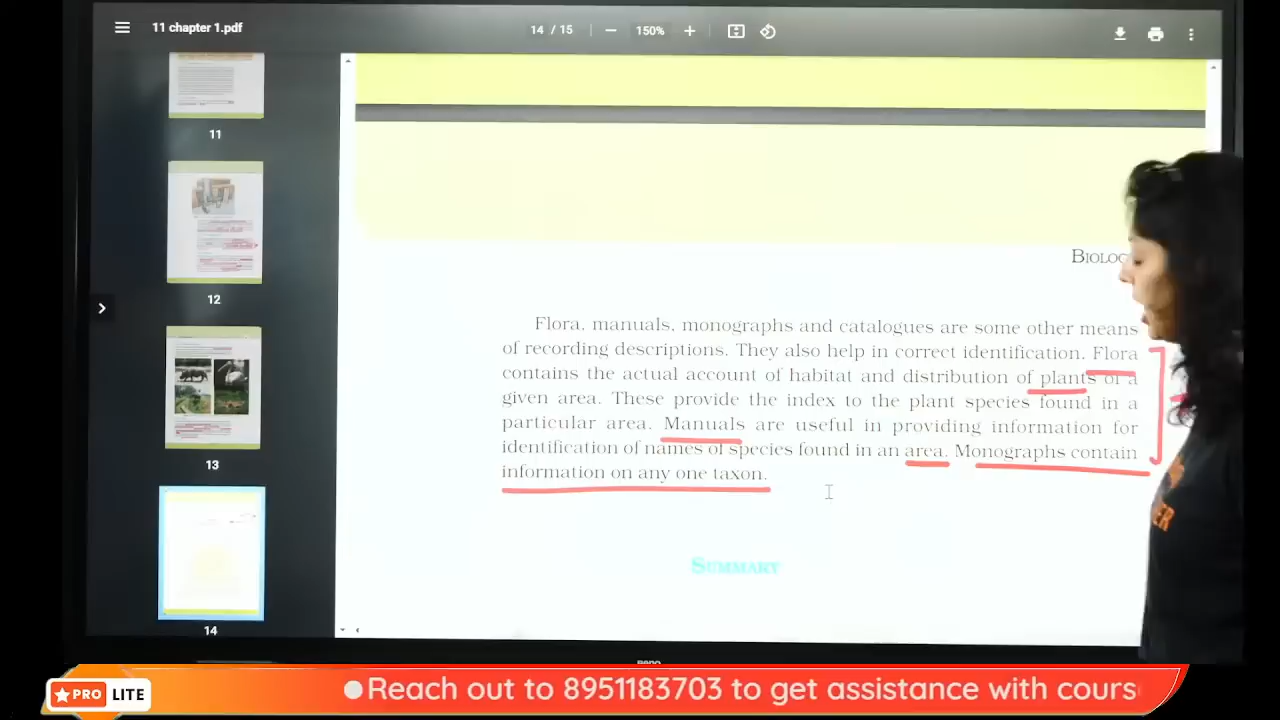 11 chapter 1.pdf
14 / 15
150%
11
12
13
14
Flora, manuals, monographs and catalogues are some other means
of recording descriptions. They also help in correct identification. Flora
contains the actual account of habitat and distribution of plants of a
given area. These provide the index to the plant species found in a
particular area. Manuals are useful in providing information for
identification of names of species found in an area. Monographs contain
information on any one taxon.
SUMMARY
PRO LITE
Reach out to 8951183703 to get assistance with cours